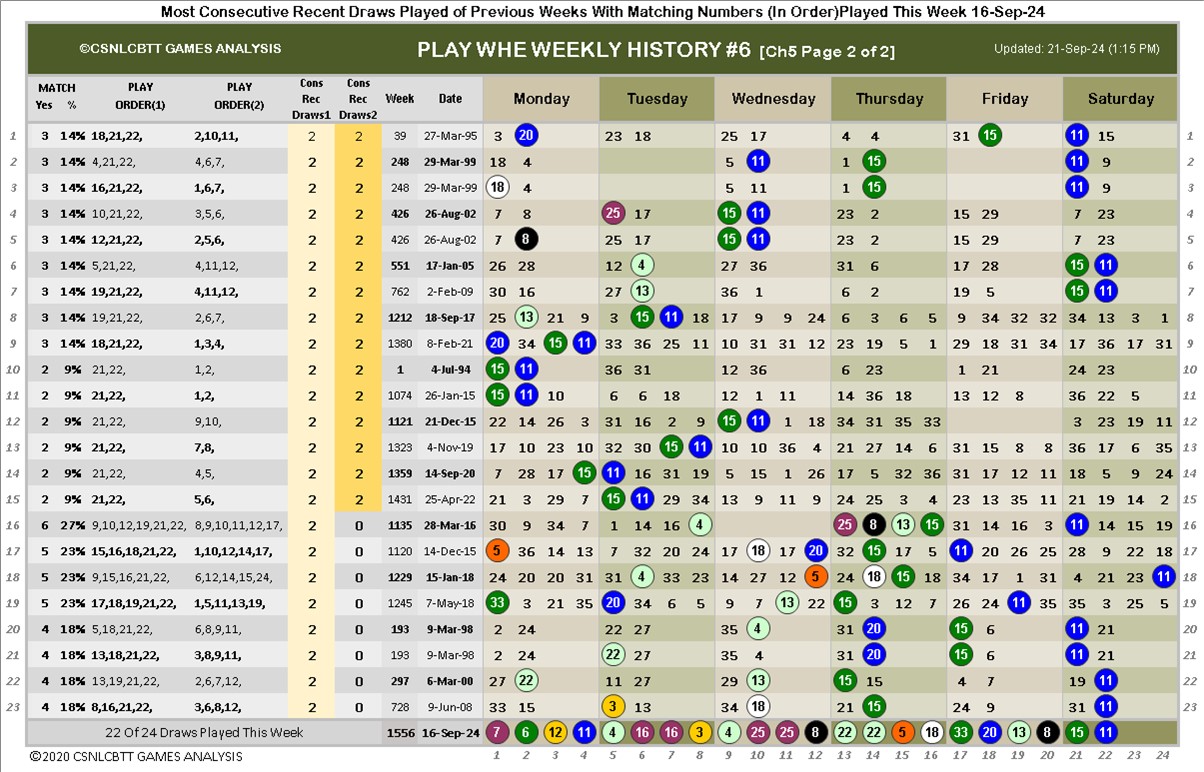 Most Consecutive Recent Draws Played of Previous Weeks With Matching Numbers (In Order)Played This Week 16-Sep-24
©CSNLCBTT GAMES ANALYSIS PLAY WHE WEEKLY HISTORY #6 [Ch5 Page 2 of 2] Updated: 21-Sep-24 (1:15 PM)
MATCH Yes % PLAY ORDER(1) PLAY ORDER(2) Cons Rec Draws1 Cons Rec Draws2 Week Date Monday Tuesday Wednesday Thursday Friday Saturday
1 3 14% 18,21,22, 2,10,11, 2 2 39 27-Mar-95 3 20 23 18 25 17 4 4 31 15 11 15 1
2 3 14% 4,21,22, 4,6,7, 2 2 248 29-Mar-99 18 4 5 11 1 15 11 9 2
3 3 14% 16,21,22, 1,6,7, 2 2 248 29-Mar-99 18 4 5 11 1 15 11 9 3
4 14% 10,21,22, 3,5,6, 2 2 426 26-Aug-02 7 8 25 17 15 11 23 2 15 29 7 23 4
5 3 14% 12,21,22, 2,5,6, 2 2 426 26-Aug-02 7 8 25 17 15 11 23 2 15 29 7 23 5
6 3 14% 5,21,22, 4,11,12, 2 2 551 17-Jan-05 26 28 12 4 27 36 31 6 17 28 15 11 6
7 3 14% 19,21,22, 4,11,12, 2 2 762 2-Feb-09 30 16 27 13 36 1 6 2 19 5 15 11 7
8 3 14% 19,21,22, 2,6,7, 2 2 1212 18-Sep-17 25 13 21 9 3 15 11 18 17 9 9 24 6 3 6 5 9 34 32 32 34 13 3 1 8
9 3 14% 18,21,22, 1,3,4, 2 2 1380 8-Feb-21 20 34 15 11 33 36 25 11 10 31 31 12 23 19 5 1 29 18 31 34 17 36 17 31 9
10 2 9% 21,22, 1,2, 2 2 1 4-Jul-94 15 11 36 31 12 36 6 23 1 21 24 23 10
11 2 9% 21,22, 1,2, 2 2 1074 26-Jan-15 15 11 10 6 6 18 12 1 11 14 36 18 13 12 8 36 22 5 11
12 2 9% 21,22, 9,10, 2 2 1121 21-Dec-15 22 14 26 3 31 16 2 9 15 11 1 18 34 31 35 33 3 23 19 11 12
13 2 9% 21,22, 7,8, 2 2 1323 4-Nov-19 17 10 23 10 32 30 15 11 10 10 36 4 21 27 14 6 31 15 8 8 36 17 35 13
14 2 9% 21,22, 4,5, 2 2 1359 14-Sep-20 7 28 17 15 11 16 31 19 5 15 1 26 17 5 32 36 31 17 12 11 18 5 9 24 14
15 2 9% 21,22, 5,6, 2 2 1431 25-Apr-22 21 3 29 7 15 11 29 34 13 9 11 9 24 25 3 4 23 13 35 11 21 19 14 2 15
16 6 27% 9,10,12,19,21,22, 8,9,10,11,12,17, 2 0 1135 28-Mar-16 30 9 34 7 1 14 16 4 25 8 13 15 31 14 16 3 11 14 15 19 16
17 5 23% 15,16,18,21,22, 1,10,12,14,17, 2 0 1120 14-Dec-15 5 36 14 13 7 32 20 24 17 18 17 20 32 15 17 5 11 20 26 25 28 9 22 18 17
18 5 23% 9,15,16,21,22, 6,12,14,15,24, 2 0 1229 15-Jan-18 24 20 20 31 31 4 33 23 14 27 12 5 24 18 15 18 34 17 1 31 4 21 23 11 18
19 5 23% 17,18,19,21,22, 1,5,11,13,19, 2 0 1245 7-May-18 33 3 21 35 20 34 6 5 9 7 13 22 15 3 12 7 26 24 11 35 35 3 25 5 19
20 4 18% 5,18,21,22, 6,8,9,11, 2 0 193 9-Mar-98 2 24 22 27 35 4 31 20 15 6 11 21 20
21 4 18% 13,18,21,22, 3,8,9,11, 2 0 193 9-Mar-98 2 24 22 27 35 4 31 20 15 6 11 21 21
22 4 18% 13,19,21,22, 2,6,7,12, 2 0 297 6-Mar-00 27 22 11 27 29 13 15 15 4 7 19 11 22
23 4 18% 8,16,21,22, 3,6,8,12, 2 0 728 9-Jun-08 33 15 3 13 34 18 21 15 24 9 31 11 23
22 Of 24 Draws Played This Week 1556 16-Sep-24 7 6 12 11 4 16 16 3 4 25 25 8 22 22 5 18 33 20 13 8 15 11
©2020 CSNLCBTT GAMES ANALYSIS 1 2 3 4 5 6 7 8 9 10 11 12 13 14 15 16 17 18 19 20 21 22 23 24